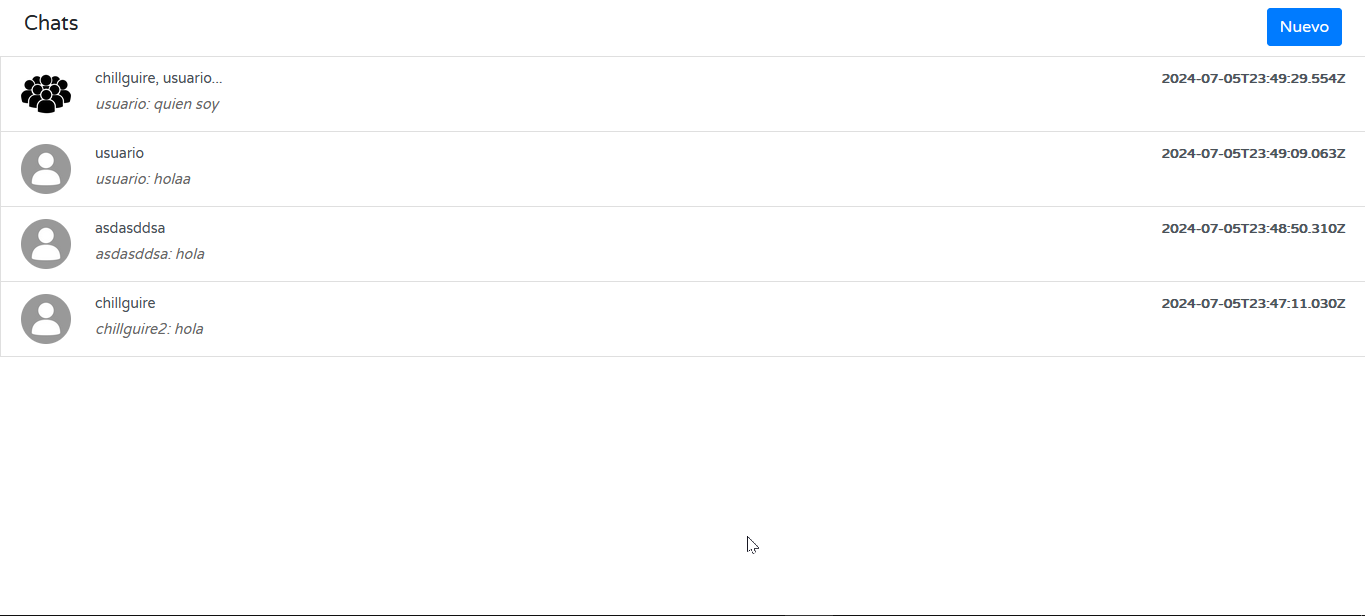 Chats
Nuevo
chillguire, usuario...
2024-07-05T23:49:29.554Z
usuario: quien soy
usuario
2024-07-05T23:49:09.063Z
usuario: holaa
asdasddsa
2024-07-05T23:48:50.310Z
asdasddsa: hola
chillguire
2024-07-05T23:47:11.030Z
chillguire2: hola